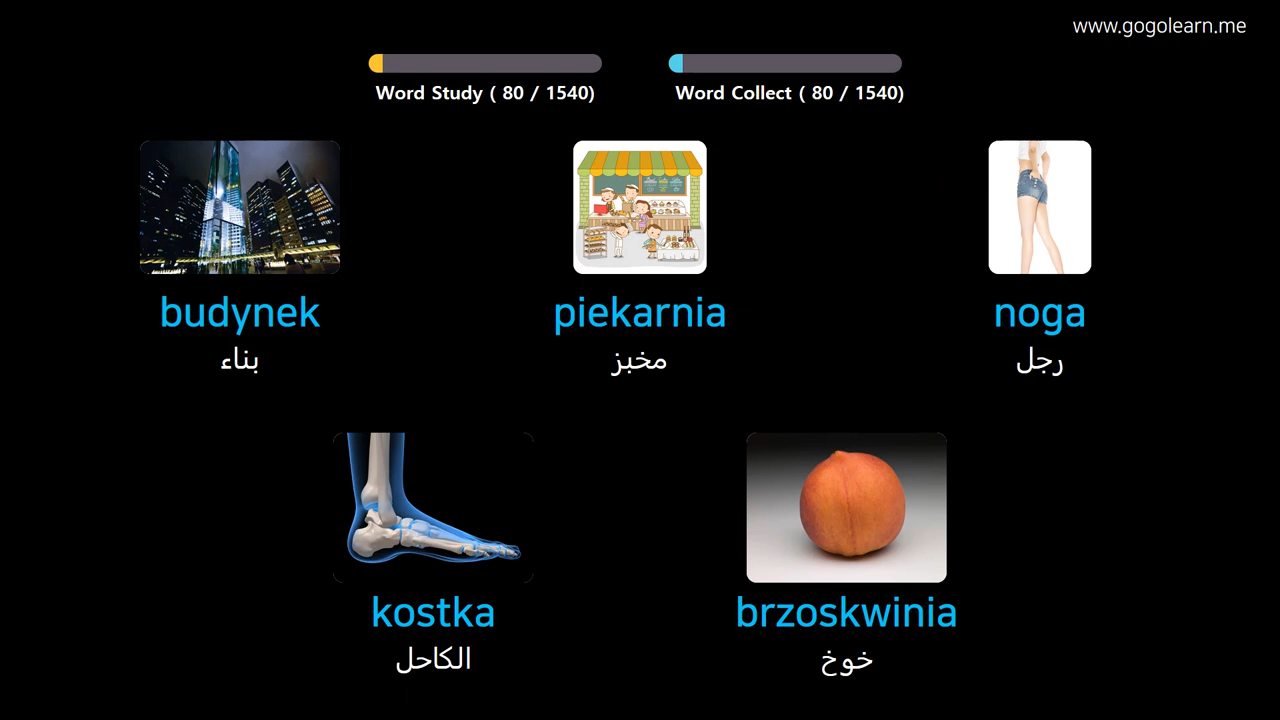 www.gogolearn.me
Word Study ( 80 / 1540)
Word Collect ( 80 / 1540)
budynek
بناء
piekarnia
مخبز
noga
رجل
kostka
الكاحل
brzoskwinia
خوخ